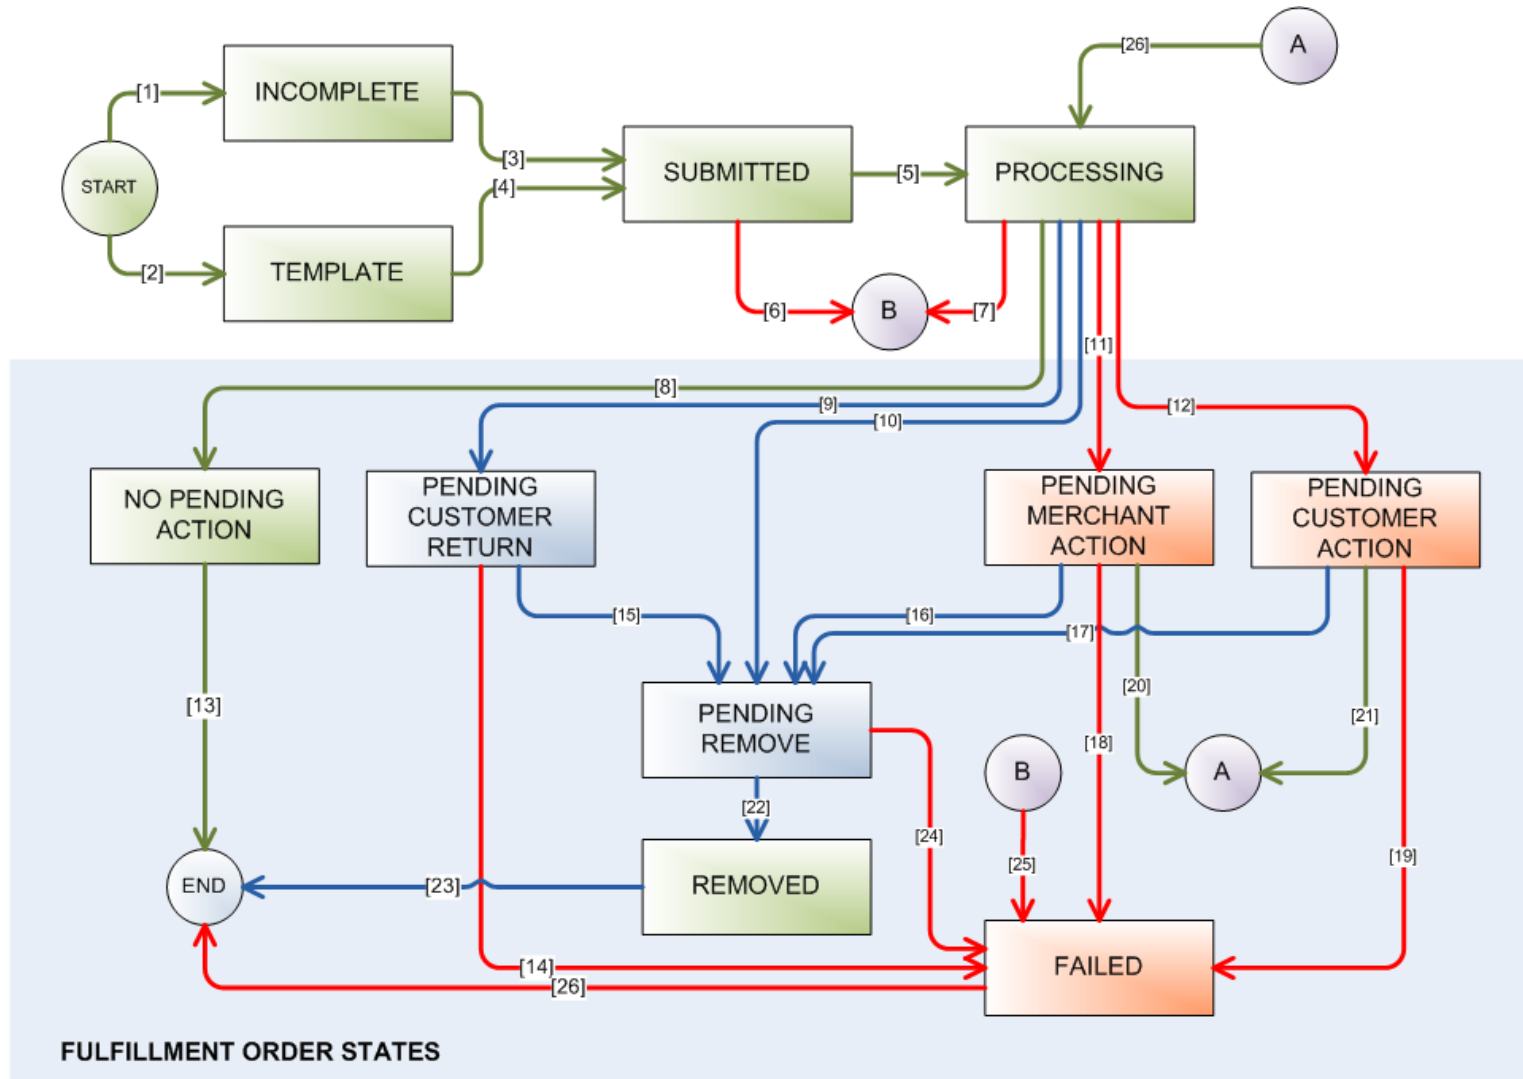 [26]
A
[1]
INCOMPLETE
START
[3]
[4]
SUBMITTED
[5]
PROCESSING
[2]
TEMPLATE
[6]
B
[7]
[11]
[8]
[9]
[10]
[12]
NO PENDING
ACTION
PENDING
CUSTOMER
RETURN
PENDING
MERCHANT
ACTION
PENDING
CUSTOMER
ACTION
[15]
[16]
[17]
[13]
[20]
[21]
PENDING
REMOVE
[18]
B
A
[22]
[24]
[25]
[19]
END
[23]
REMOVED
[14]
[26]
FAILED
FULFILLMENT ORDER STATES